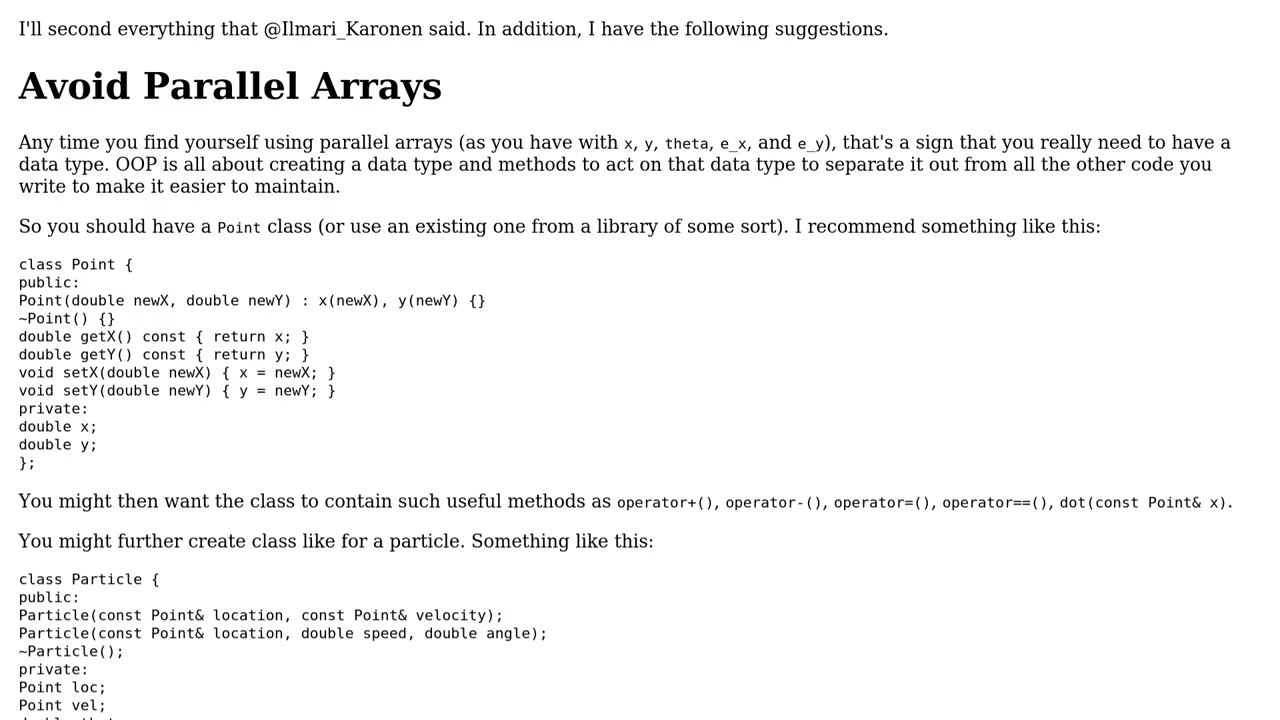 I'll second everything that @Ilmari_Karonen said. In addition, I have the following suggestions.
Avoid Parallel Arrays
Any time you find yourself using parallel arrays (as you have with x, y, theta, e_x, and e_y), that's a sign that you really need to have a
data type. OOP is all about creating a data type and methods to act on that data type to separate it out from all the other code you
write to make it easier to maintain.
So you should have a Point class (or use an existing one from a library of some sort). I recommend something like this:
class Point {
public:
Point(double newX, double newY) : x(newX), y(newY) {}
~Point() {}
double getX() const { return x; }
double getY() const { return y; }
void setX(double newX) { x = newX; }
void setY(double newY) { y = newY; }
private:
double x;
double y;
};
You might then want the class to contain such useful methods as operator+(), operator-(), operator=(), operator==(), dot(const Point& x).
You might further create class like for a particle. Something like this:
class Particle {
public:
Particle(const Point& location, const Point& velocity);
Particle(const Point& location, double speed, double angle);
~Particle();
private:
Point loc;
Point vel;